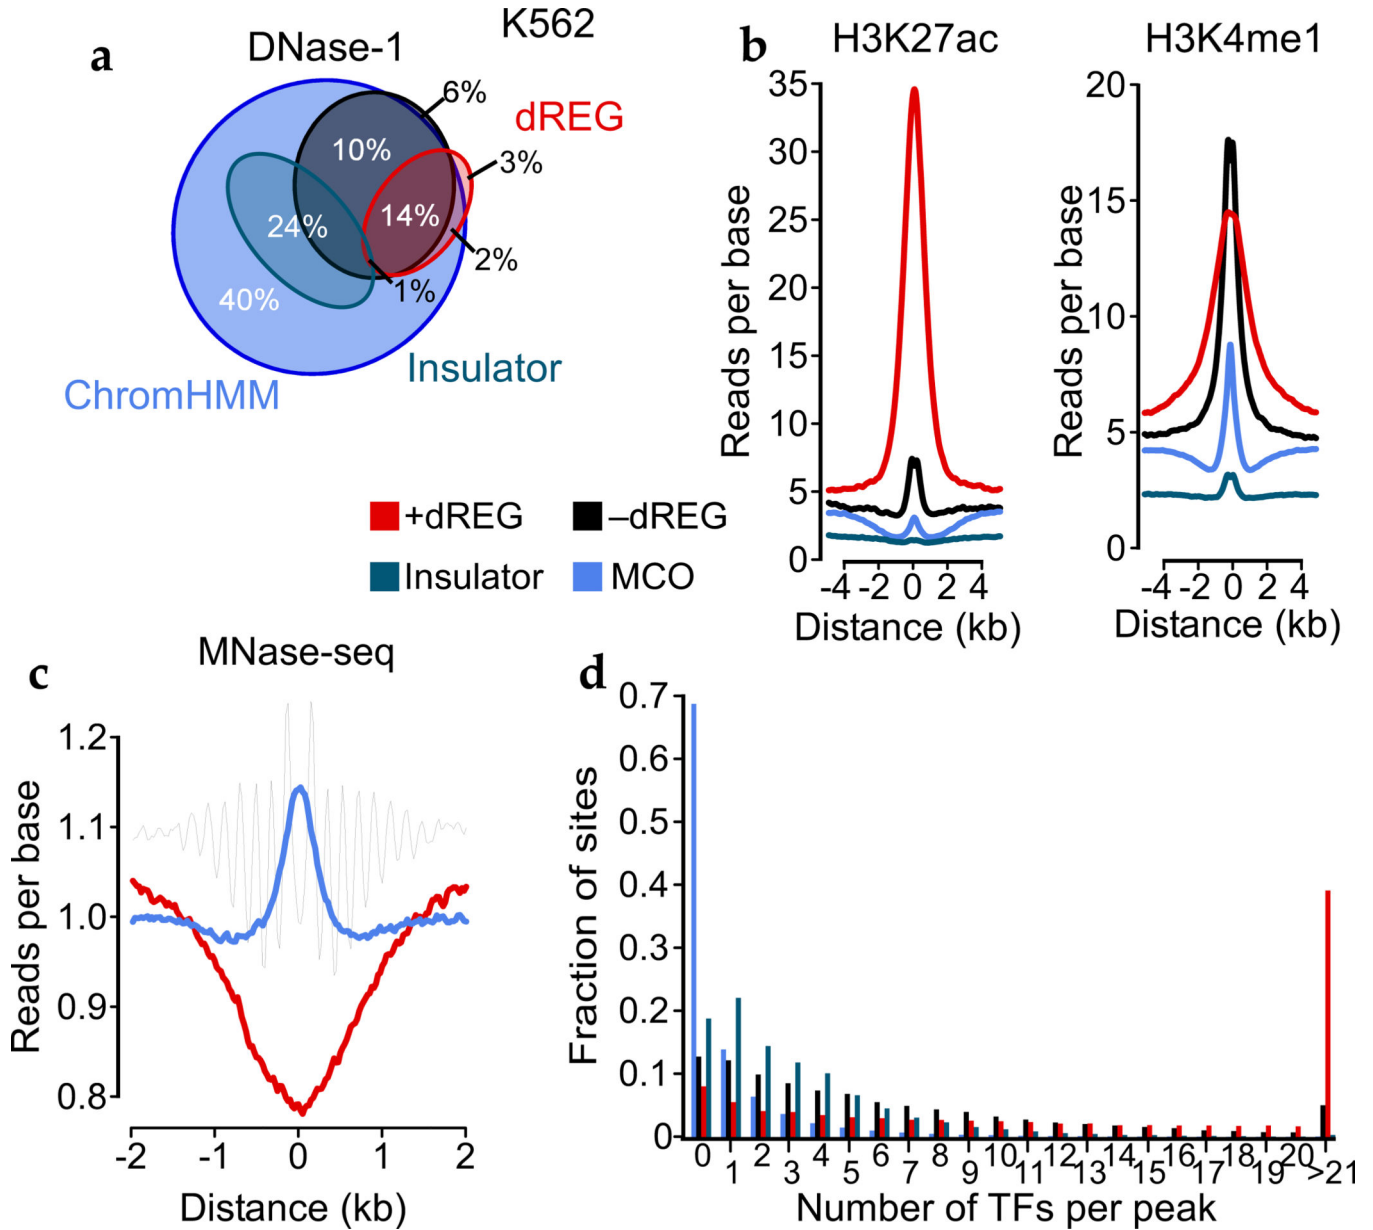 K562
a
DNase-1
6%
dREG
10%
3%
14%
24%
2%
1%
40%
Insulator
ChromHMM
b
H3K27ac
H3K4me1
Reads per base
35
30
25
20
15
10
5
0
-4 -2 0 2 4
Distance (kb)
Reads per base
20
15
10
5
0
-4 -2 0 2 4
Distance (kb)
+dREG
–dREG
Insulator
MCO
c
MNase-seq
Reads per base
1.2
1.1
1.0
0.9
0.8
-2 -1 0 1 2
Distance (kb)
d
Fraction of sites
0.7
0.6
0.5
0.4
0.3
0.2
0.1
0
0 1 2 3 4 5 6 7 8 9 10 11 12 13 14 15 16 17 18 19 20 >21
Number of TFs per peak